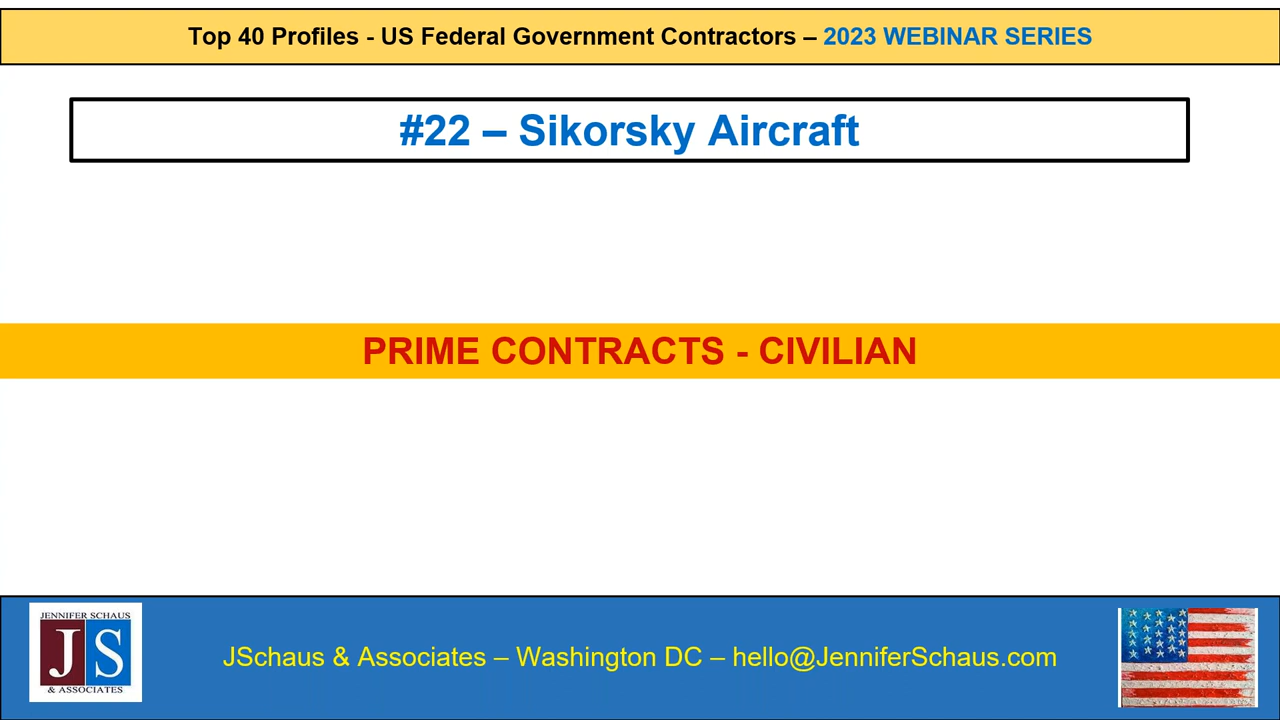 Top 40 Profiles - US Federal Government Contractors – 2023 WEBINAR SERIES
#22 – Sikorsky Aircraft
PRIME CONTRACTS - CIVILIAN
JENNIFER SCHAUS
JS
& ASSOCIATES
JSchaus & Associates – Washington DC – hello@JenniferSchaus.com